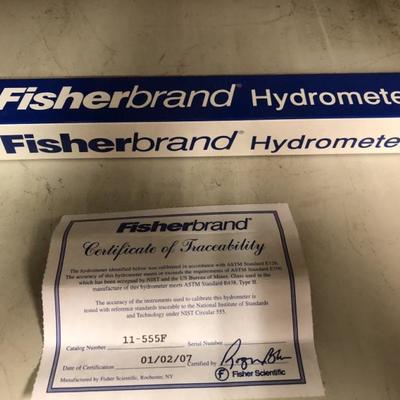 Fisherbrand® Hydromete
Fisherbrand® Hydromete
Fisherbrand®
Certificate of Traceability
The hydrometer identified below was calibrated in accordance with ASTM Standard E126.
The accuracy of this hydrometer meets or exceeds the requirements of ASTM Standard E100,
which has been accepted by NIST and the US Bureau of Mines. Glass used in the
manufacture of this hydrometer meets ASTM Standard E438, Type II.
The accuracy of the instruments used to calibrate this hydrometer is
tested with reference standards traceable to the National Institute of Standards
and Technology under NIST Circular 555.
Catalog Number 11-555F Serial Number
Date of Certification 01/02/07 Certified by
Manufactured by Fisher Scientific, Rochester, NY
f Fisher Scientific